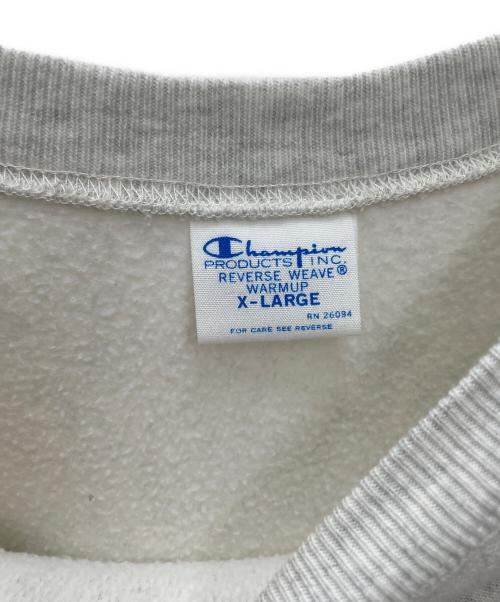 Champion
PRODUCTS INC.
REVERSE WEAVE®
WARMUP
X-LARGE
RN 26094
FOR CARE SEE REVERSE